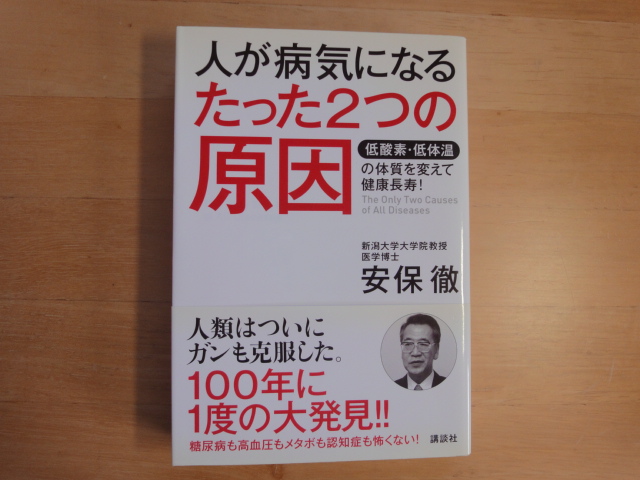 人が病気になる
たった2つの
原因
低酸素・低体温
の体質を変えて
健康長寿！
The Only Two Causes
of All Diseases
新潟大学大学院教授
医学博士
安保 徹
人類はついに
ガンも克服した。
100年に
1度の大発見!!
糖尿病も高血圧もメタボも認知症も怖くない！
講談社